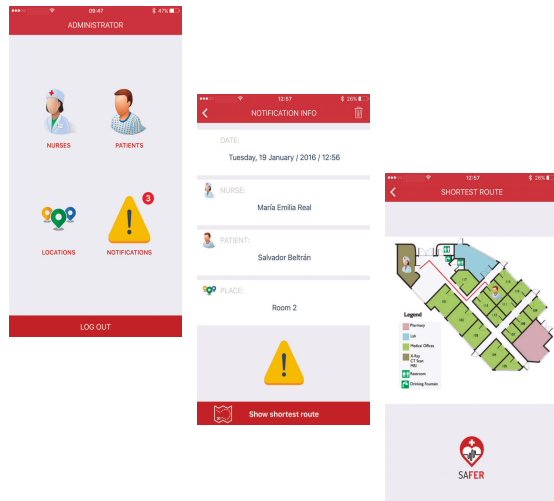 09:47
47%
ADMINISTRATOR
NURSES
PATIENTS
3
LOCATIONS
NOTIFICATIONS
LOG OUT
12:57
26%
NOTIFICATION INFO
DATE:
Tuesday, 19 January / 2016 / 12:56
NURSE:
María Emilia Real
PATIENT:
Salvador Beltrán
PLACE:
Room 2
Show shortest route
12:57
26%
SHORTEST ROUTE
Legend
Pharmacy
Lab
Medical Offices
X-Ray
CT Scan
MRI
Restroom
Drinking Fountain
SAFER